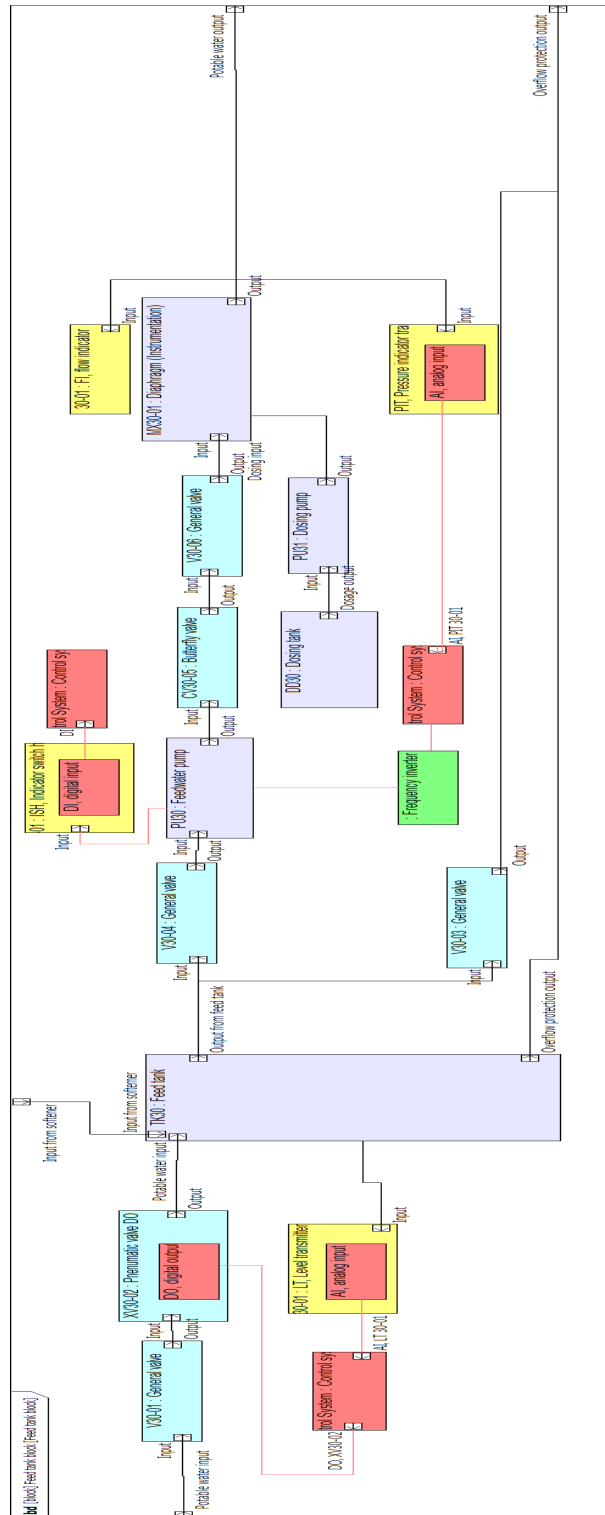 bd [block] Feed tank block [Feed tank block]
Potable water input
Input
V30-01 : General valve
Output
Input
XV30-02 : Phenumatic valve DO
DO, digital output
Output
Potable water input
Input from softener
Input from softener
TK30 : Feed tank
DO, XV30-02
trol System : Control sys
AI, LT 30-01
30-01 : LT, Level transmitter
AI, analog input
Input
Output from feed tank
Overflow protection output
Input
V30-04 : General valve
Output
Input
V30-03 : General valve
Output
Input
PU30 : Feedwater pump
Output
Input
-01 : ISH, Indicator switch h
DI, digital input
DI
trol System : Control sys
: Frequency inverter
trol System : Control sys
AI, PIT 30-01
Input
CV30-05 : Butterfly valve
Output
Input
V30-06 : General valve
Output
Dosing input
DD30 : Dosing tank
Dosage output
Input
PU31 : Dosing pump
Output
Input
MX30-01 : Diaphragm (Instrumentation)
Output
30-01 : FI, flow indicator
Input
PIT, Pressure indicator tra
AI, analog input
Input
Potable water output
Overflow protection output